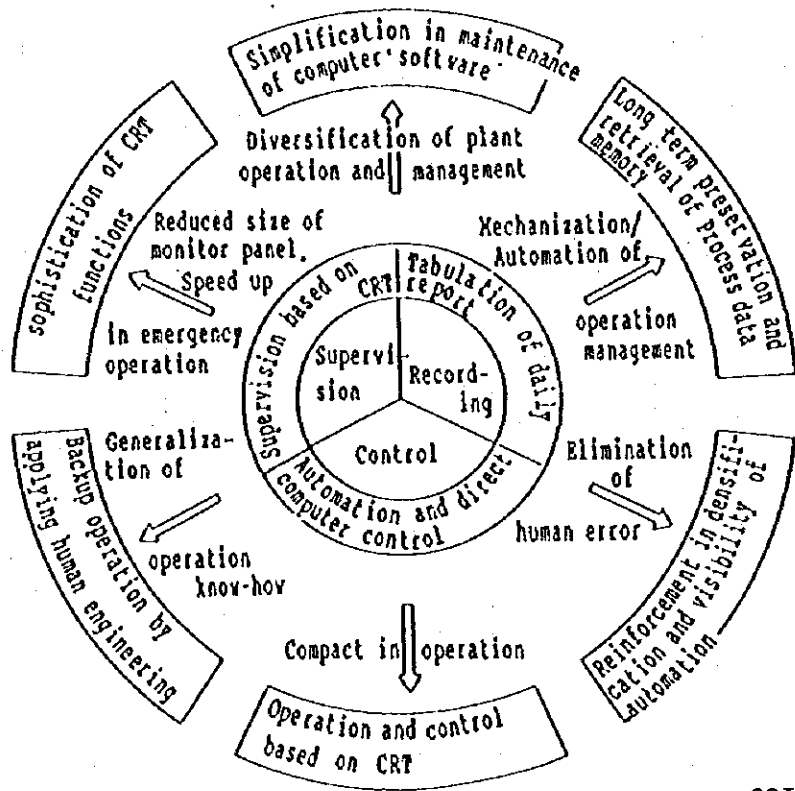 Simplification in maintenance
of computer software
Diversification of plant
operation and management
Long term preservation and
retrieval of process data
memory
Mechanization/
Automation of
operation management
sophistication of CRT
functions
Reduced size of
monitor panel.
Speed up
in emergency
operation
Supervision based on
CRT
Tabulation of daily
report
Supervi-
sion
Record-
ing
Control
Automation and direct
computer control
Generaliza-
tion of
operation
know-how
Backup operation by
applying human engineering
Elimination
of
human error
Reinforcement in densifi-
cation and visibility of
automation
Compact in operation
Operation and control
based on CRT